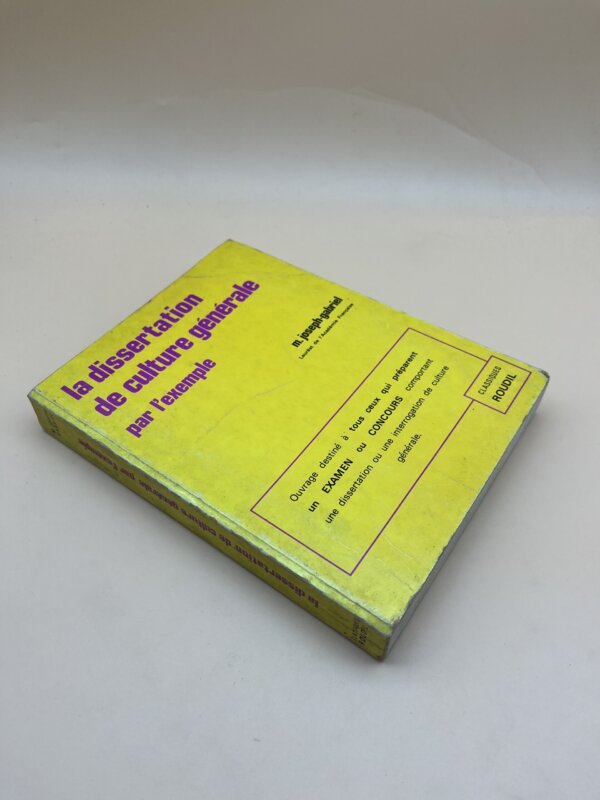 la dissertation
de culture générale
par l'exemple
m. joseph-gabriel
Lauréat de l'Académie Française
Ouvrage destiné à tous ceux qui préparent
un EXAMEN ou CONCOURS comportant
une dissertation ou une interrogation de culture
générale.
CLASSIQUES
ROUDIL
la dissertation de culture générale par l'exemple